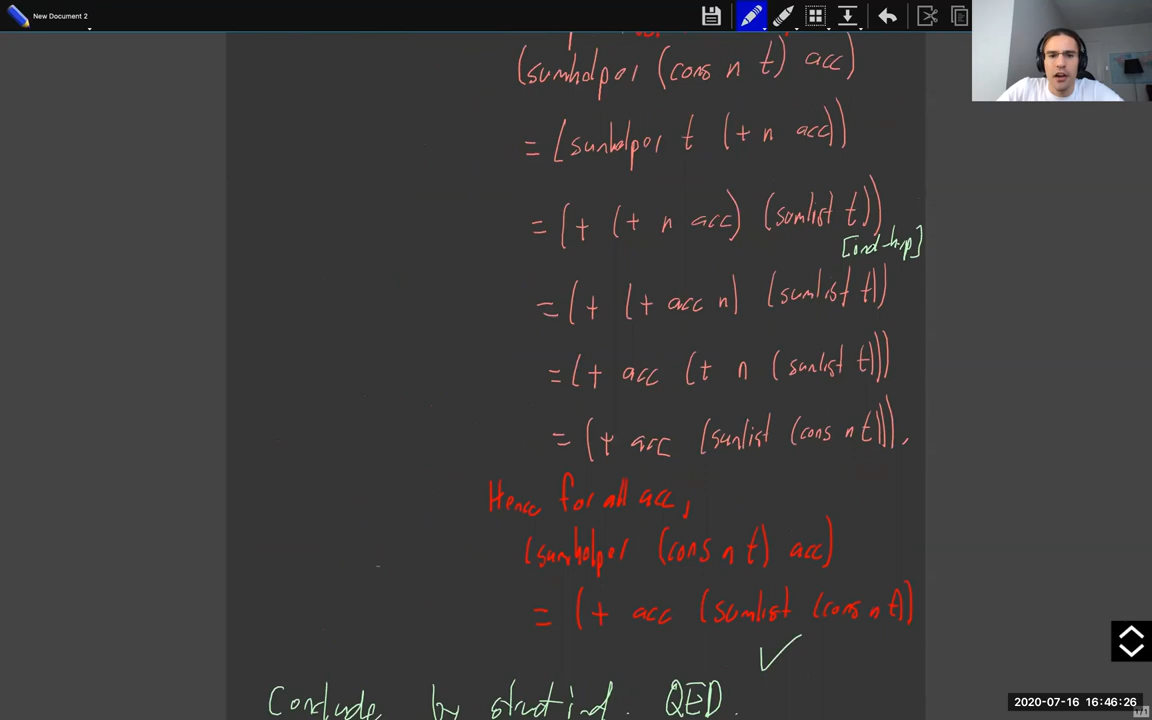 New Document 2
(sumhelper (cons n t) acc)
= (sumhelper t (+ n acc))
= (+ (+ n acc) (sumlist t))
[ind-hyp]
= (+ (+ acc n) (sumlist t))
= (+ acc (+ n (sumlist t)))
= (+ acc (sumlist (cons n t))).
Hence for all acc,
(sumhelper (cons n t) acc)
= (+ acc (sumlist (cons n t))
✓
Conclude by struct ind. QED.
2020-07-16 16:46:26